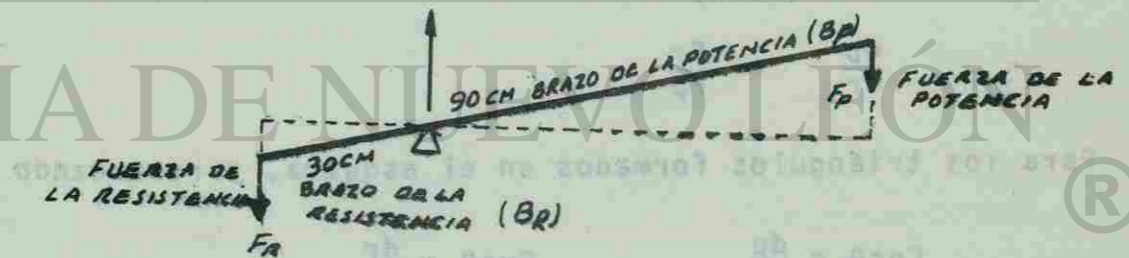 90 CM BRAZO DE LA POTENCIA (Bp)
FUERZA DE LA
POTENCIA
Fp
IA DE NUEVO LEÓN
FUERZA DE
LA RESISTENCIA
30CM
BRAZO DE LA
RESISTENCIA (BR)
FR
®
Para los triángulos formados en el